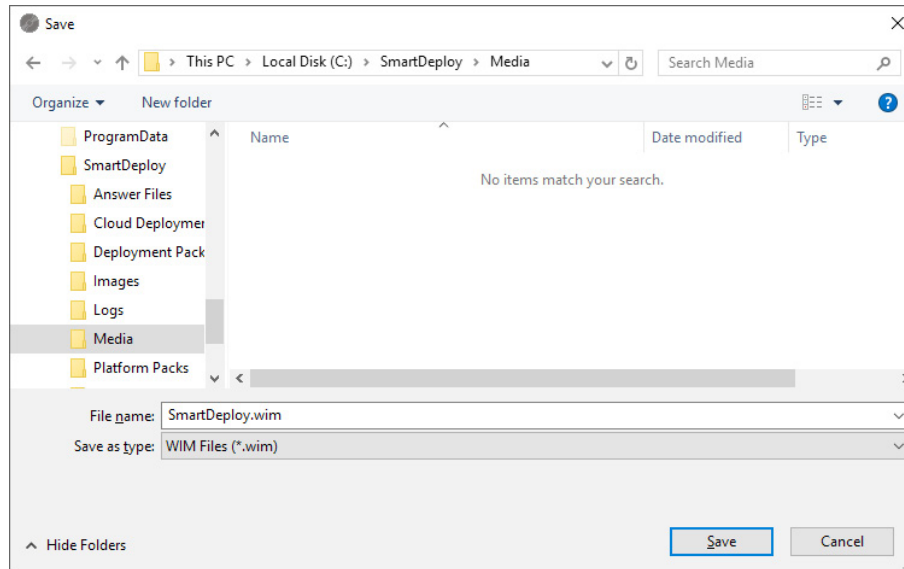 Save
This PC > Local Disk (C:) > SmartDeploy > Media
Search Media
Organize
New folder
Name
Date modified
Type
No items match your search.
ProgramData
SmartDeploy
Answer Files
Cloud Deploymer
Deployment Pack
Images
Logs
Media
Platform Packs
File name: SmartDeploy.wim
Save as type: WIM Files (*.wim)
Hide Folders
Save
Cancel